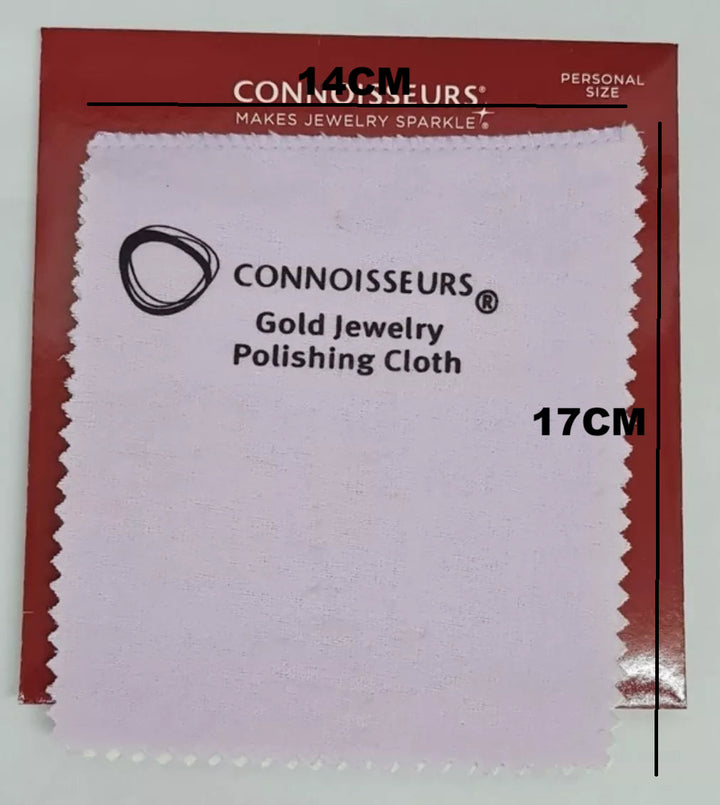 14CM
CONNOISSEURS®
MAKES JEWELRY SPARKLE®
PERSONAL
SIZE
CONNOISSEURS®
Gold Jewelry
Polishing Cloth
17CM